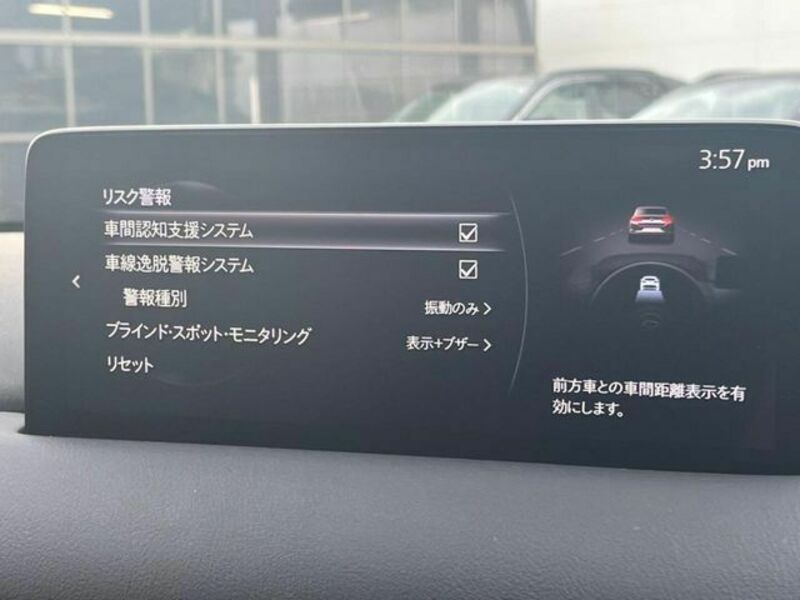 3:57pm
リスク警報
車間認知支援システム
車線逸脱警報システム
警報種別 振動のみ
ブラインド・スポット・モニタリング 表示+ブザー
リセット
前方車との車間距離表示を有
効にします。